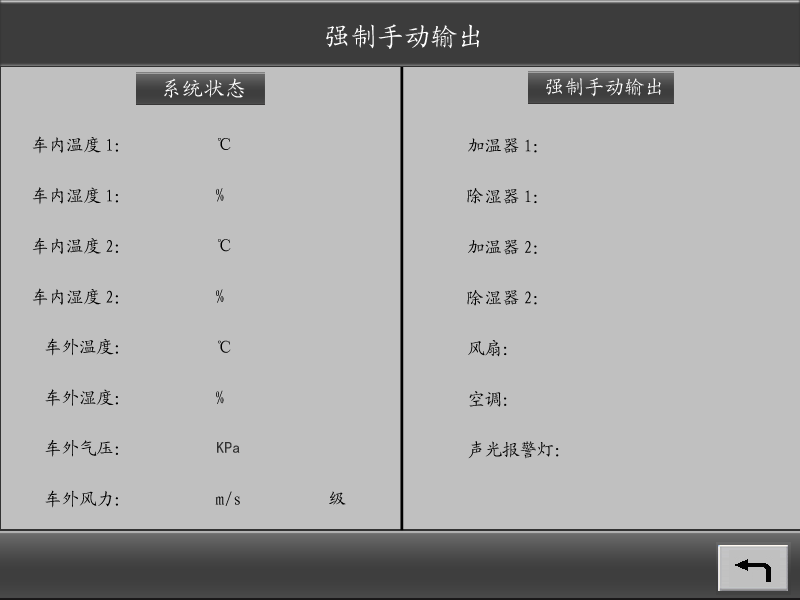 强制手动输出
系统状态
车内温度1: ℃
车内湿度1: %
车内温度2: ℃
车内湿度2: %
车外温度: ℃
车外湿度: %
车外气压: KPa
车外风力: m/s 级
强制手动输出
加温器1:
除湿器1:
加温器2:
除湿器2:
风扇:
空调:
声光报警灯: